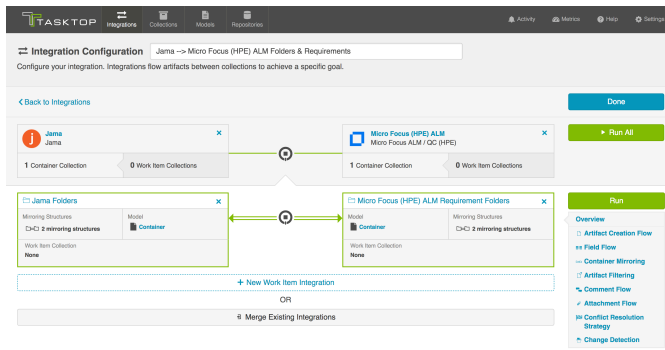 TASKTOP
Integrations
Collections
Models
Repositories
Activity
Metrics
Help
Settings
Integration Configuration
Jama --> Micro Focus (HPE) ALM Folders & Requirements
Configure your integration. Integrations flow artifacts between collections to achieve a specific goal.
Back to Integrations
Done
Jama
Jama
×
Micro Focus (HPE) ALM
Micro Focus ALM / QC (HPE)
×
Run All
1 Container Collection
0 Work Item Collections
1 Container Collection
0 Work Item Collections
Jama Folders
×
Micro Focus (HPE) ALM Requirement Folders
×
Run
Mirroring Structures
2 mirroring structures
Model
Container
Model
Container
Mirroring Structures
2 mirroring structures
Work Item Collection
None
Work Item Collection
None
Overview
Artifact Creation Flow
Field Flow
Container Mirroring
Artifact Filtering
Comment Flow
Attachment Flow
Conflict Resolution
Strategy
Change Detection
+ New Work Item Integration
OR
Merge Existing Integrations